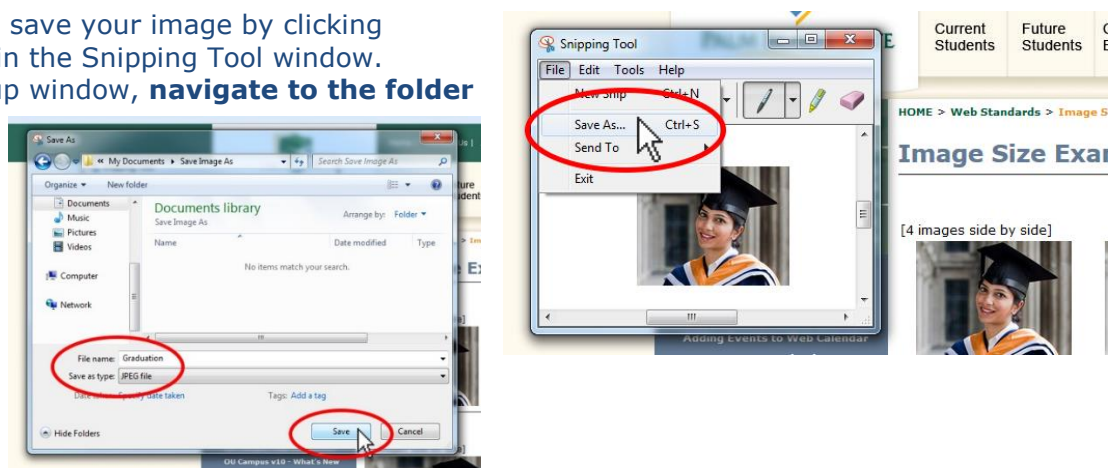 save your image by clicking
in the Snipping Tool window.
up window, navigate to the folder
Save As
« My Documents ▸ Save Image As
Search Save Image As
Organize
New folder
Documents
Music
Pictures
Videos
Computer
Network
Documents library
Save Image As
Arrange by: Folder
Name
Date modified
Type
No items match your search.
File name: Graduation
Save as type: JPEG file
date taken
Tags: Add a tag
Hide Folders
Save
Cancel
OU Campus v10 - What's New
Snipping Tool
File Edit Tools Help
New Snip Ctrl+N
Save As... Ctrl+S
Send To
Exit
Adding Events to Web Calendar
Current
Students
Future
Students
HOME > Web Standards > Image S
Image Size Exa
[4 images side by side]